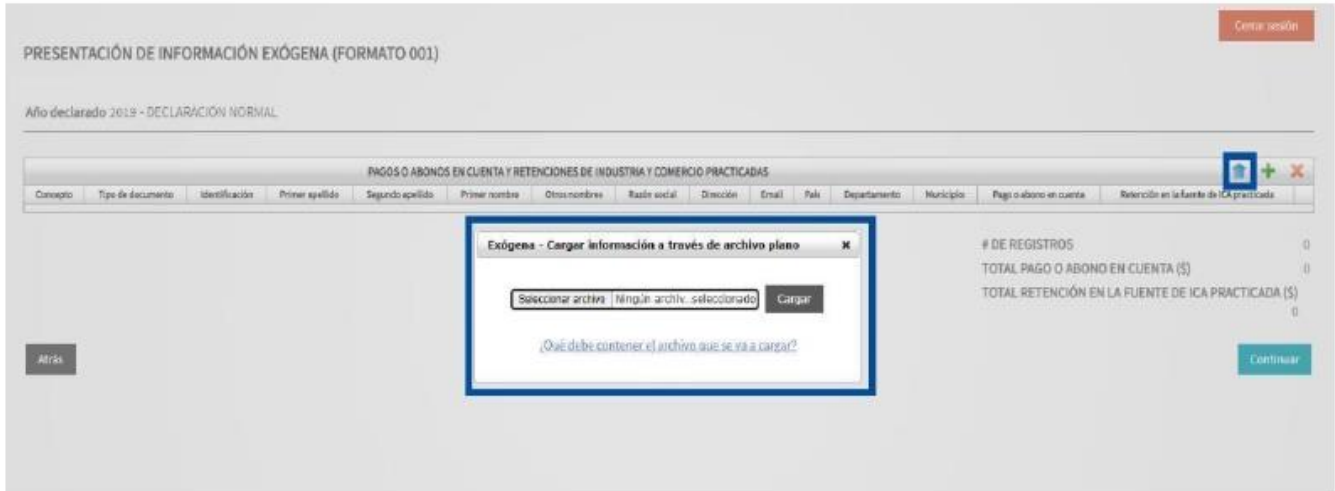 Cerrar sesión
PRESENTACIÓN DE INFORMACIÓN EXÓGENA (FORMATO 001)
Año declarado 2019 - DECLARACIÓN NORMAL
PAGOS O ABONOS EN CUENTA Y RETENCIONES DE INDUSTRIA Y COMERCIO PRACTICADAS
Concepto Tipo de documento Identificación Primer apellido Segundo apellido Primer nombre Otros nombres Razón social Dirección Email País Departamento Municipio Pago o abono en cuenta Retención en la fuente de ICA practicada
Exógena - Cargar información a través de archivo plano
Seleccionar archivo Ningún archiv...seleccionado Cargar
¿Qué debe contener el archivo que se va a cargar?
# DE REGISTROS 0
TOTAL PAGO O ABONO EN CUENTA ($) 0
TOTAL RETENCIÓN EN LA FUENTE DE ICA PRACTICADA ($)
0
Atrás
Continuar